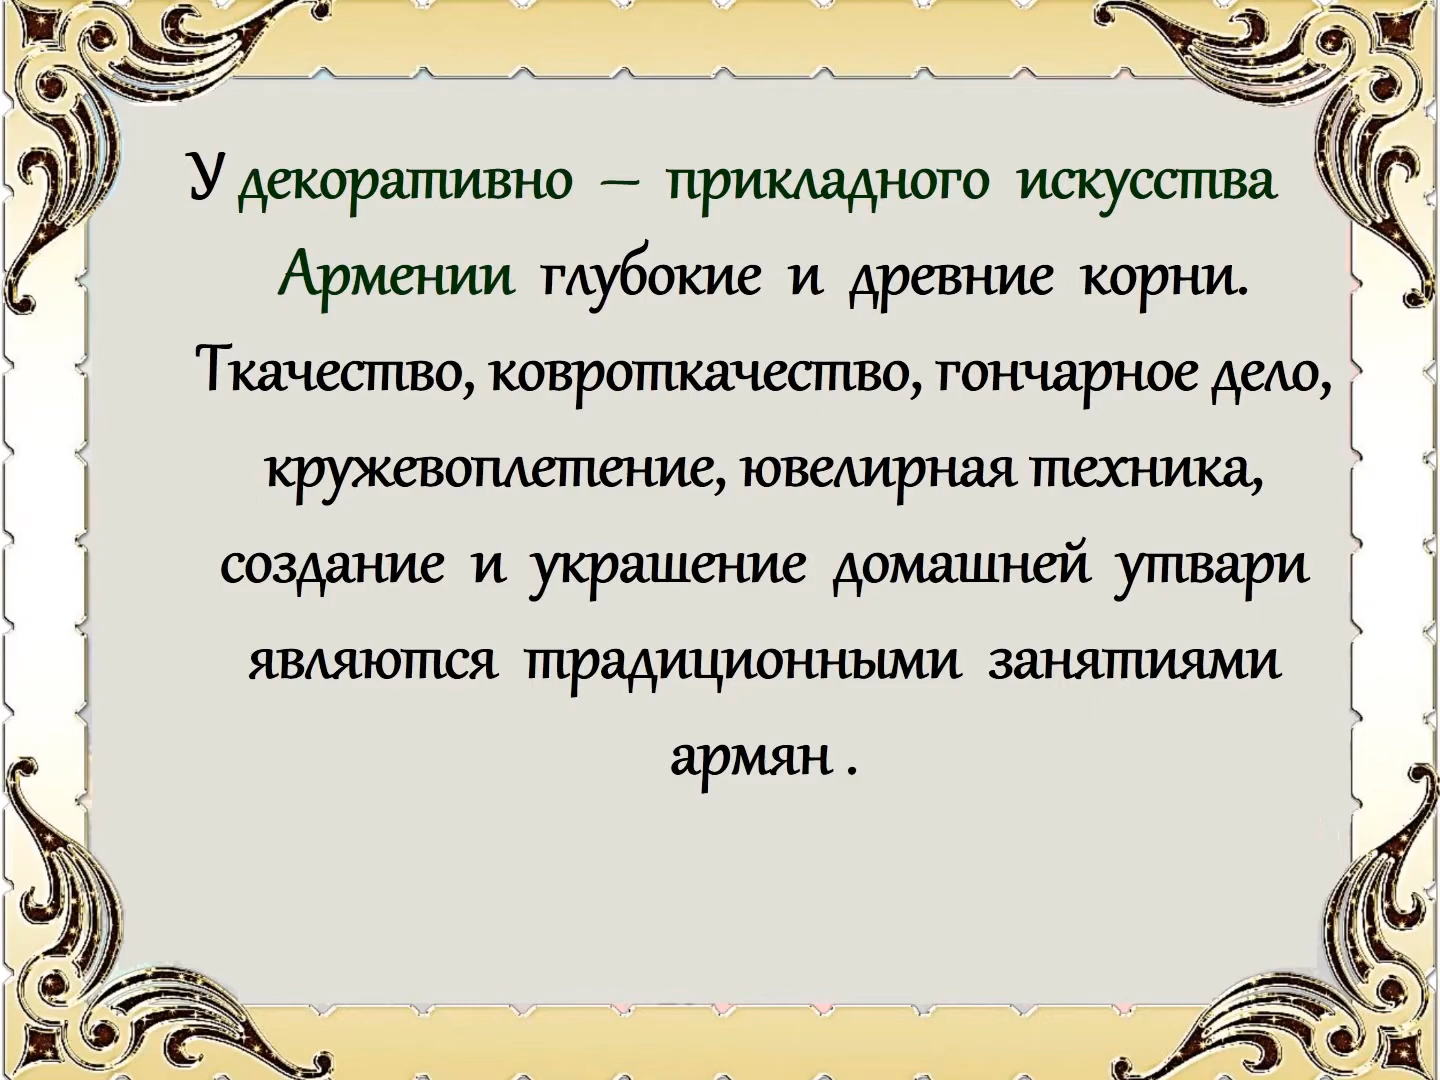 У декоративно – прикладного искусства
Армении глубокие и древние корни.
Ткачество, ковроткачество, гончарное дело,
кружевоплетение, ювелирная техника,
создание и украшение домашней утвари
являются традиционными занятиями
армян .